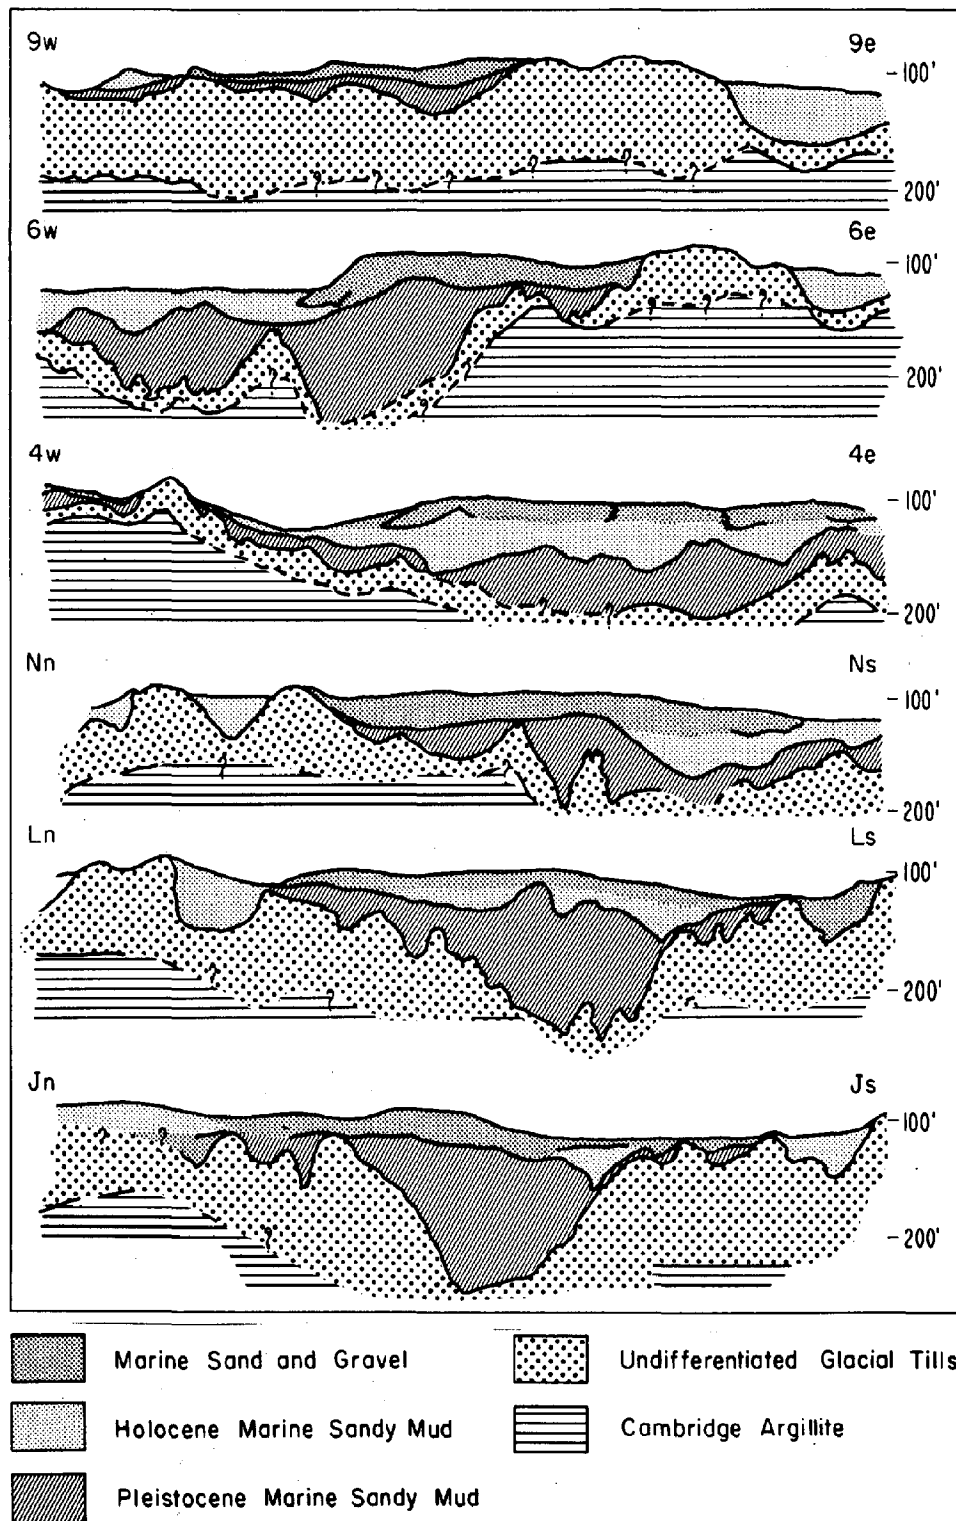 9w 9e
100'
? ? ? ? ? ? ?
200'
6w 6e
100'
? ? ?
? ?
200'
4w 4e
100'
? ?
200'
Nn Ns
100'
?
200'
Ln Ls
100'
?
? 200'
Jn Js
100'
? ?
? 200'
Marine Sand and Gravel
Undifferentiated Glacial Tills
Holocene Marine Sandy Mud
Cambridge Argillite
Pleistocene Marine Sandy Mud